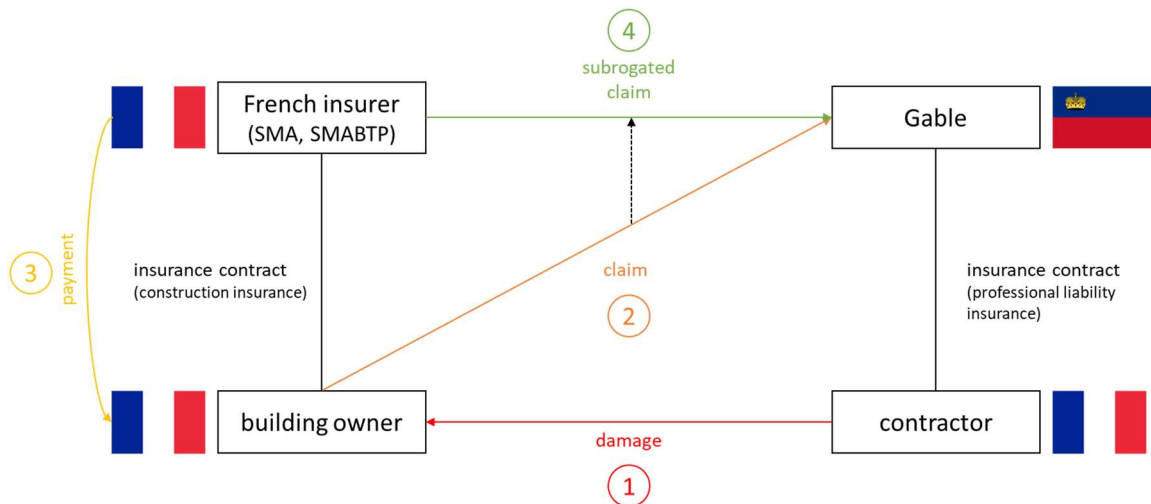 4
subrogated
claim
French insurer
(SMA, SMABTP)
Gable
3
payment
insurance contract
(construction insurance)
claim
2
insurance contract
(professional liability
insurance)
building owner
contractor
damage
1